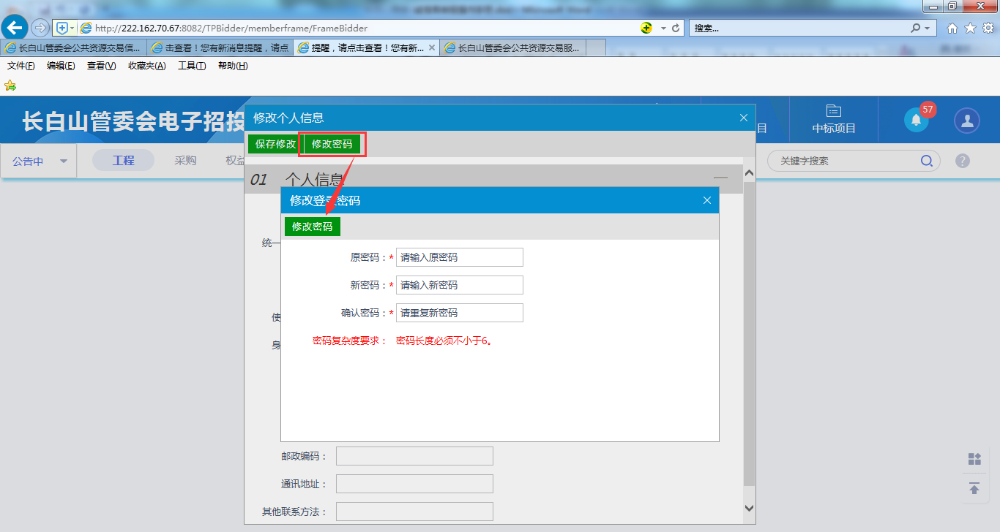 http://222.162.70.67:8082/TPBidder/memberframe/FrameBidder
搜索...
长白山管委会公共资源交易信...
击查看！您有新消息提醒，请点
提醒，请点击查看！您有新...
长白山管委会公共资源交易服...
文件(F) 编辑(E) 查看(V) 收藏夹(A) 工具(T) 帮助(H)
长白山管委会电子招投
修改个人信息
目
中标项目
57
保存修改
修改密码
公告中
工程
采购
权益
关键字搜索
?
01 个人信息
修改登录密码
修改密码
统一
原密码：* 请输入原密码
新密码：* 请输入新密码
确认密码：* 请重复新密码
使
身
密码复杂度要求： 密码长度必须不小于6。
邮政编码：
通讯地址：
其他联系方法：